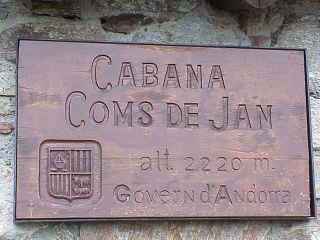 CABANA
COMS DE JAN
alt. 2220 m.
Govern d'Andorra